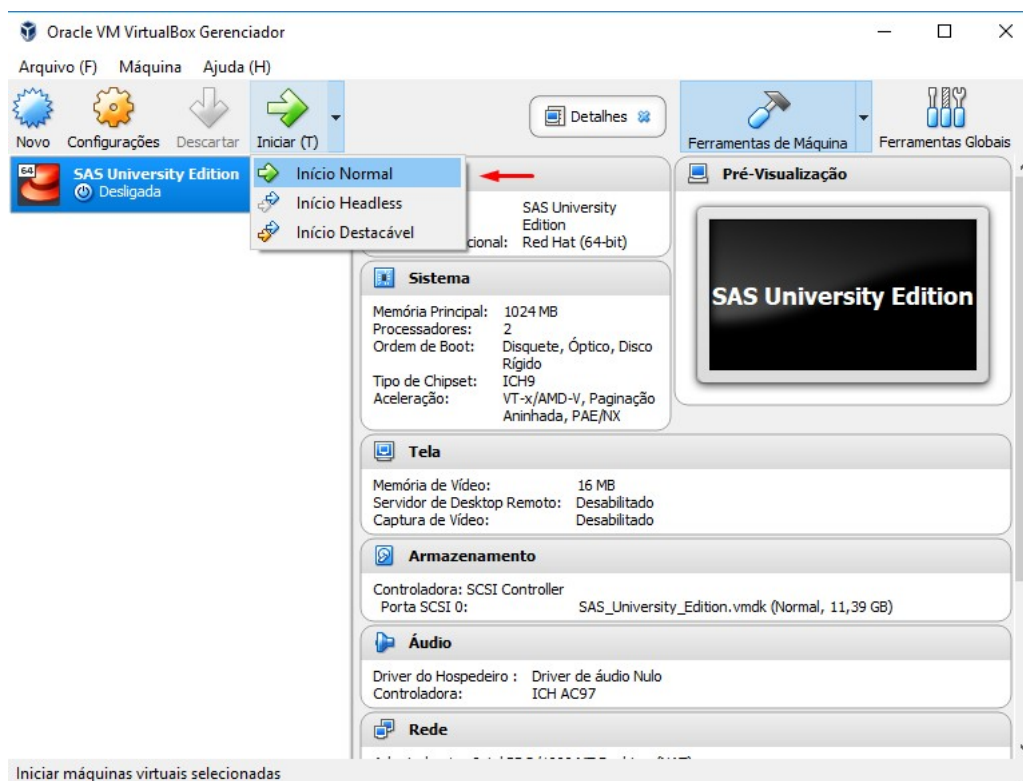 Oracle VM VirtualBox Gerenciador
Arquivo (F) Máquina Ajuda (H)
Novo Configurações Descartar Iniciar (T)
Detalhes
Ferramentas de Máquina Ferramentas Globais
64
SAS University Edition
Desligada
Início Normal
Início Headless
Início Destacável
SAS University
Edition
cional: Red Hat (64-bit)
Pré-Visualização
SAS University Edition
Sistema
Memória Principal: 1024 MB
Processadores: 2
Ordem de Boot: Disquete, Óptico, Disco
Rígido
Tipo de Chipset: ICH9
Aceleração: VT-x/AMD-V, Paginação
Aninhada, PAE/NX
Tela
Memória de Vídeo: 16 MB
Servidor de Desktop Remoto: Desabilitado
Captura de Vídeo: Desabilitado
Armazenamento
Controladora: SCSI Controller
Porta SCSI 0: SAS_University_Edition.vmdk (Normal, 11,39 GB)
Áudio
Driver do Hospedeiro : Driver de áudio Nulo
Controladora: ICH AC97
Rede
Iniciar máquinas virtuais selecionadas